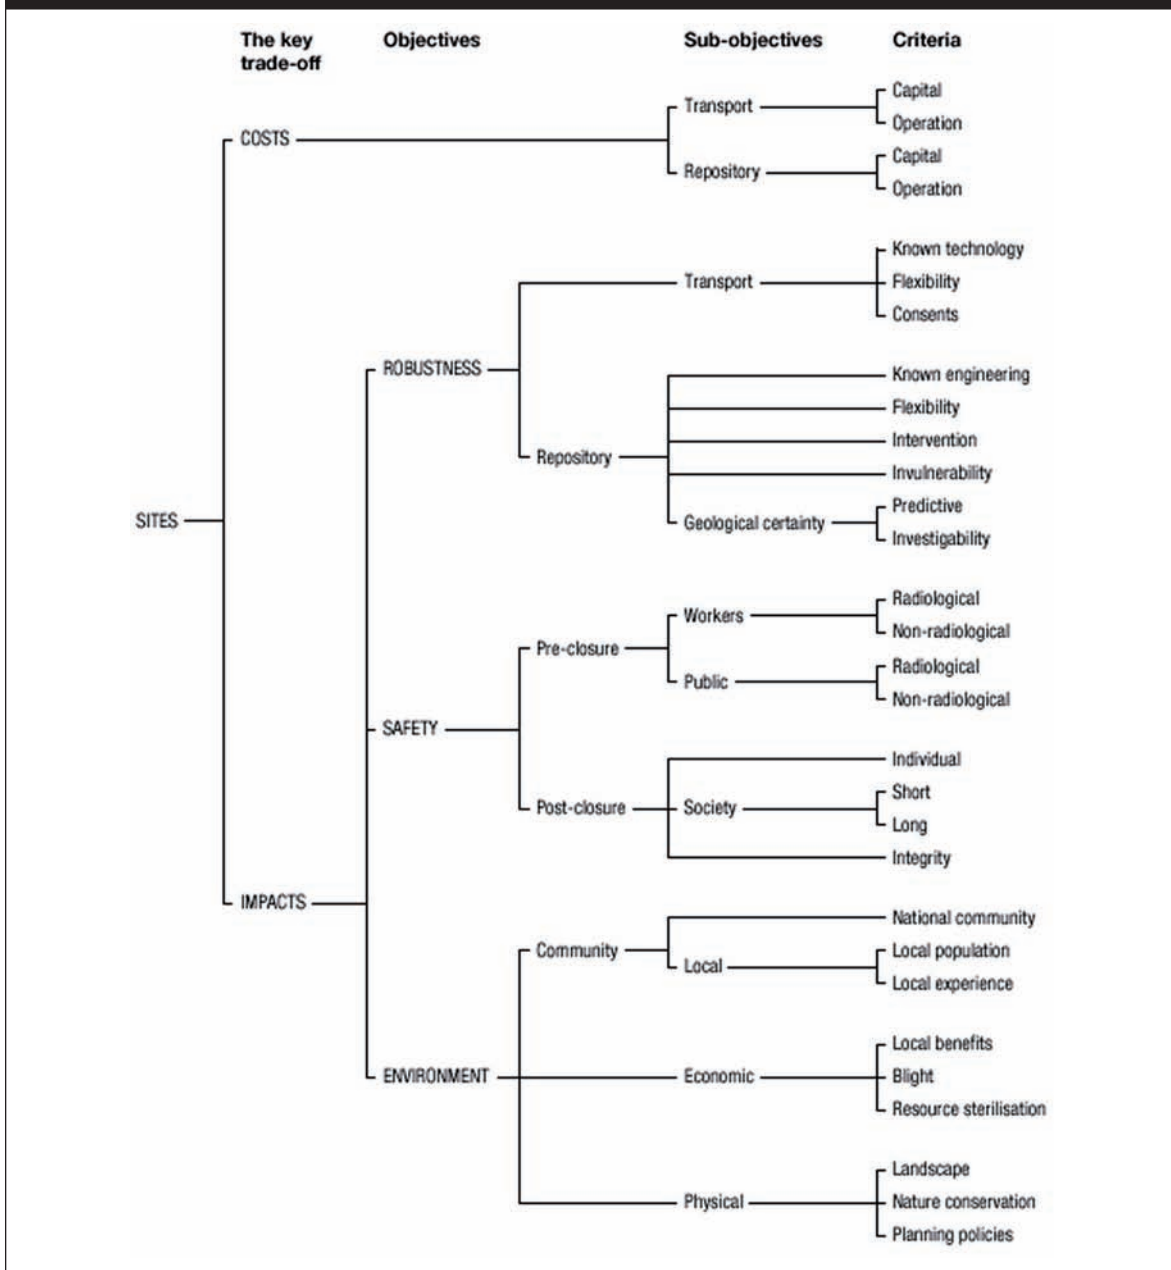 The key trade-off Objectives Sub-objectives Criteria
Capital
Transport
Operation
COSTS
Capital
Repository
Operation
Known technology
Transport Flexibility
Consents
ROBUSTNESS
Known engineering
Flexibility
Intervention
Repository
Invulnerability
Predictive
SITES
Geological certainty
Investigability
Radiological
Workers
Non-radiological
Pre-closure
Radiological
Public
Non-radiological
SAFETY
Individual
Short
Post-closure Society
Long
Integrity
IMPACTS
National community
Community Local population
Local
Local experience
Local benefits
ENVIRONMENT Economic Blight
Resource sterilisation
Landscape
Physical Nature conservation
Planning policies